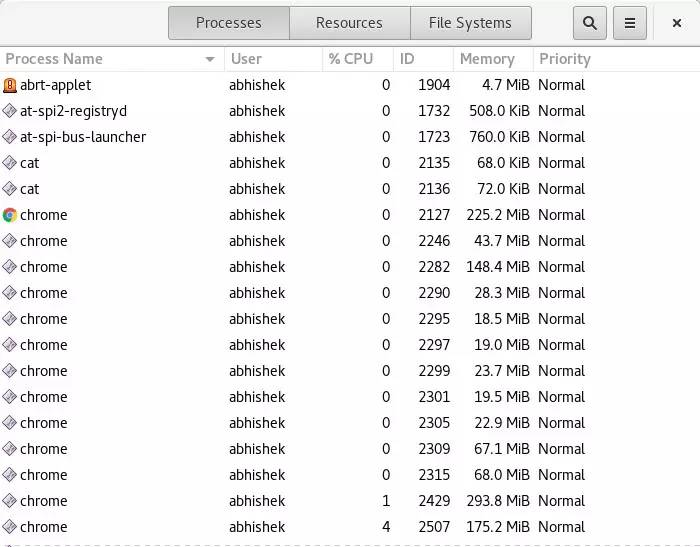 Processes Resources File Systems
Process Name User % CPU ID Memory Priority
abrt-applet abhishek 0 1904 4.7 MiB Normal
at-spi2-registryd abhishek 0 1732 508.0 KiB Normal
at-spi-bus-launcher abhishek 0 1723 760.0 KiB Normal
cat abhishek 0 2135 68.0 KiB Normal
cat abhishek 0 2136 72.0 KiB Normal
chrome abhishek 0 2127 225.2 MiB Normal
chrome abhishek 0 2246 43.7 MiB Normal
chrome abhishek 0 2282 148.4 MiB Normal
chrome abhishek 0 2290 28.3 MiB Normal
chrome abhishek 0 2295 18.5 MiB Normal
chrome abhishek 0 2297 19.0 MiB Normal
chrome abhishek 0 2299 23.7 MiB Normal
chrome abhishek 0 2301 19.5 MiB Normal
chrome abhishek 0 2305 22.9 MiB Normal
chrome abhishek 0 2309 67.1 MiB Normal
chrome abhishek 0 2315 68.0 MiB Normal
chrome abhishek 1 2429 293.8 MiB Normal
chrome abhishek 4 2507 175.2 MiB Normal